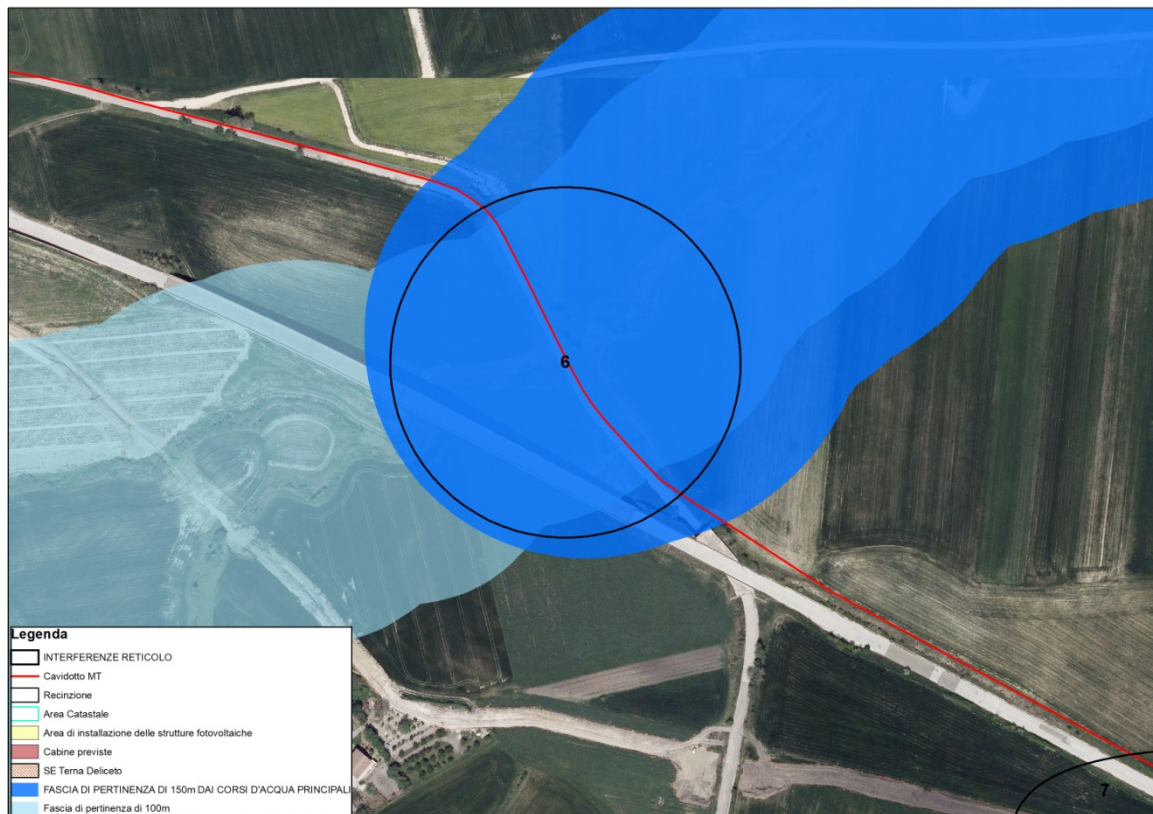 6
7
Legenda
INTERFERENZE RETICOLO
Cavidotto MT
Recinzione
Area Catastale
Area di installazione delle strutture fotovoltaiche
Cabine previste
SE Terna Deliceto
FASCIA DI PERTINENZA DI 150m DAI CORSI D'ACQUA PRINCIPALI
Fascia di pertinenza di 100m